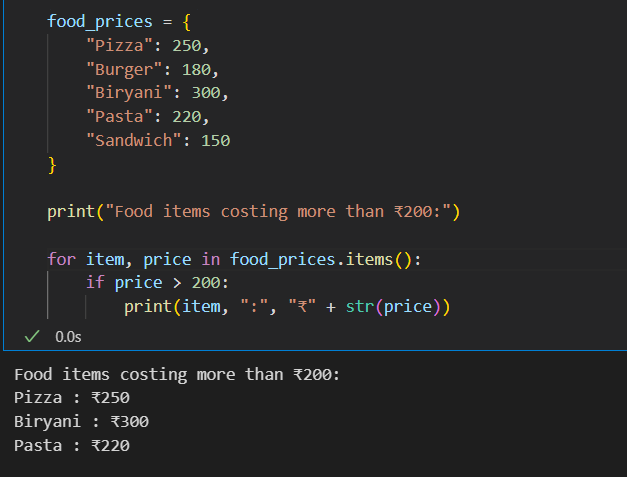 food_prices = {
    "Pizza": 250,
    "Burger": 180,
    "Biryani": 300,
    "Pasta": 220,
    "Sandwich": 150
}
print("Food items costing more than ₹200:")
for item, price in food_prices.items():
    if price > 200:
        print(item, ":", "₹" + str(price))
0.0s
Food items costing more than ₹200:
Pizza : ₹250
Biryani : ₹300
Pasta : ₹220